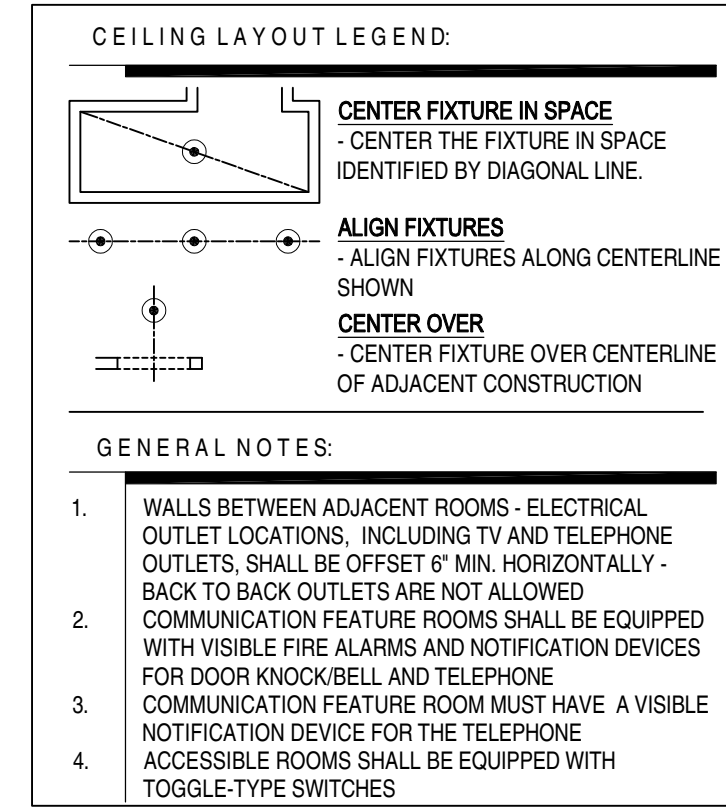 CEILING LAYOUT LEGEND:
CENTER FIXTURE IN SPACE
- CENTER THE FIXTURE IN SPACE
IDENTIFIED BY DIAGONAL LINE.
ALIGN FIXTURES
- ALIGN FIXTURES ALONG CENTERLINE
SHOWN
CENTER OVER
- CENTER FIXTURE OVER CENTERLINE
OF ADJACENT CONSTRUCTION
GENERAL NOTES:
1. WALLS BETWEEN ADJACENT ROOMS - ELECTRICAL
OUTLET LOCATIONS, INCLUDING TV AND TELEPHONE
OUTLETS, SHALL BE OFFSET 6" MIN. HORIZONTALLY -
BACK TO BACK OUTLETS ARE NOT ALLOWED
2. COMMUNICATION FEATURE ROOMS SHALL BE EQUIPPED
WITH VISIBLE FIRE ALARMS AND NOTIFICATION DEVICES
FOR DOOR KNOCK/BELL AND TELEPHONE
3. COMMUNICATION FEATURE ROOM MUST HAVE A VISIBLE
NOTIFICATION DEVICE FOR THE TELEPHONE
4. ACCESSIBLE ROOMS SHALL BE EQUIPPED WITH
TOGGLE-TYPE SWITCHES